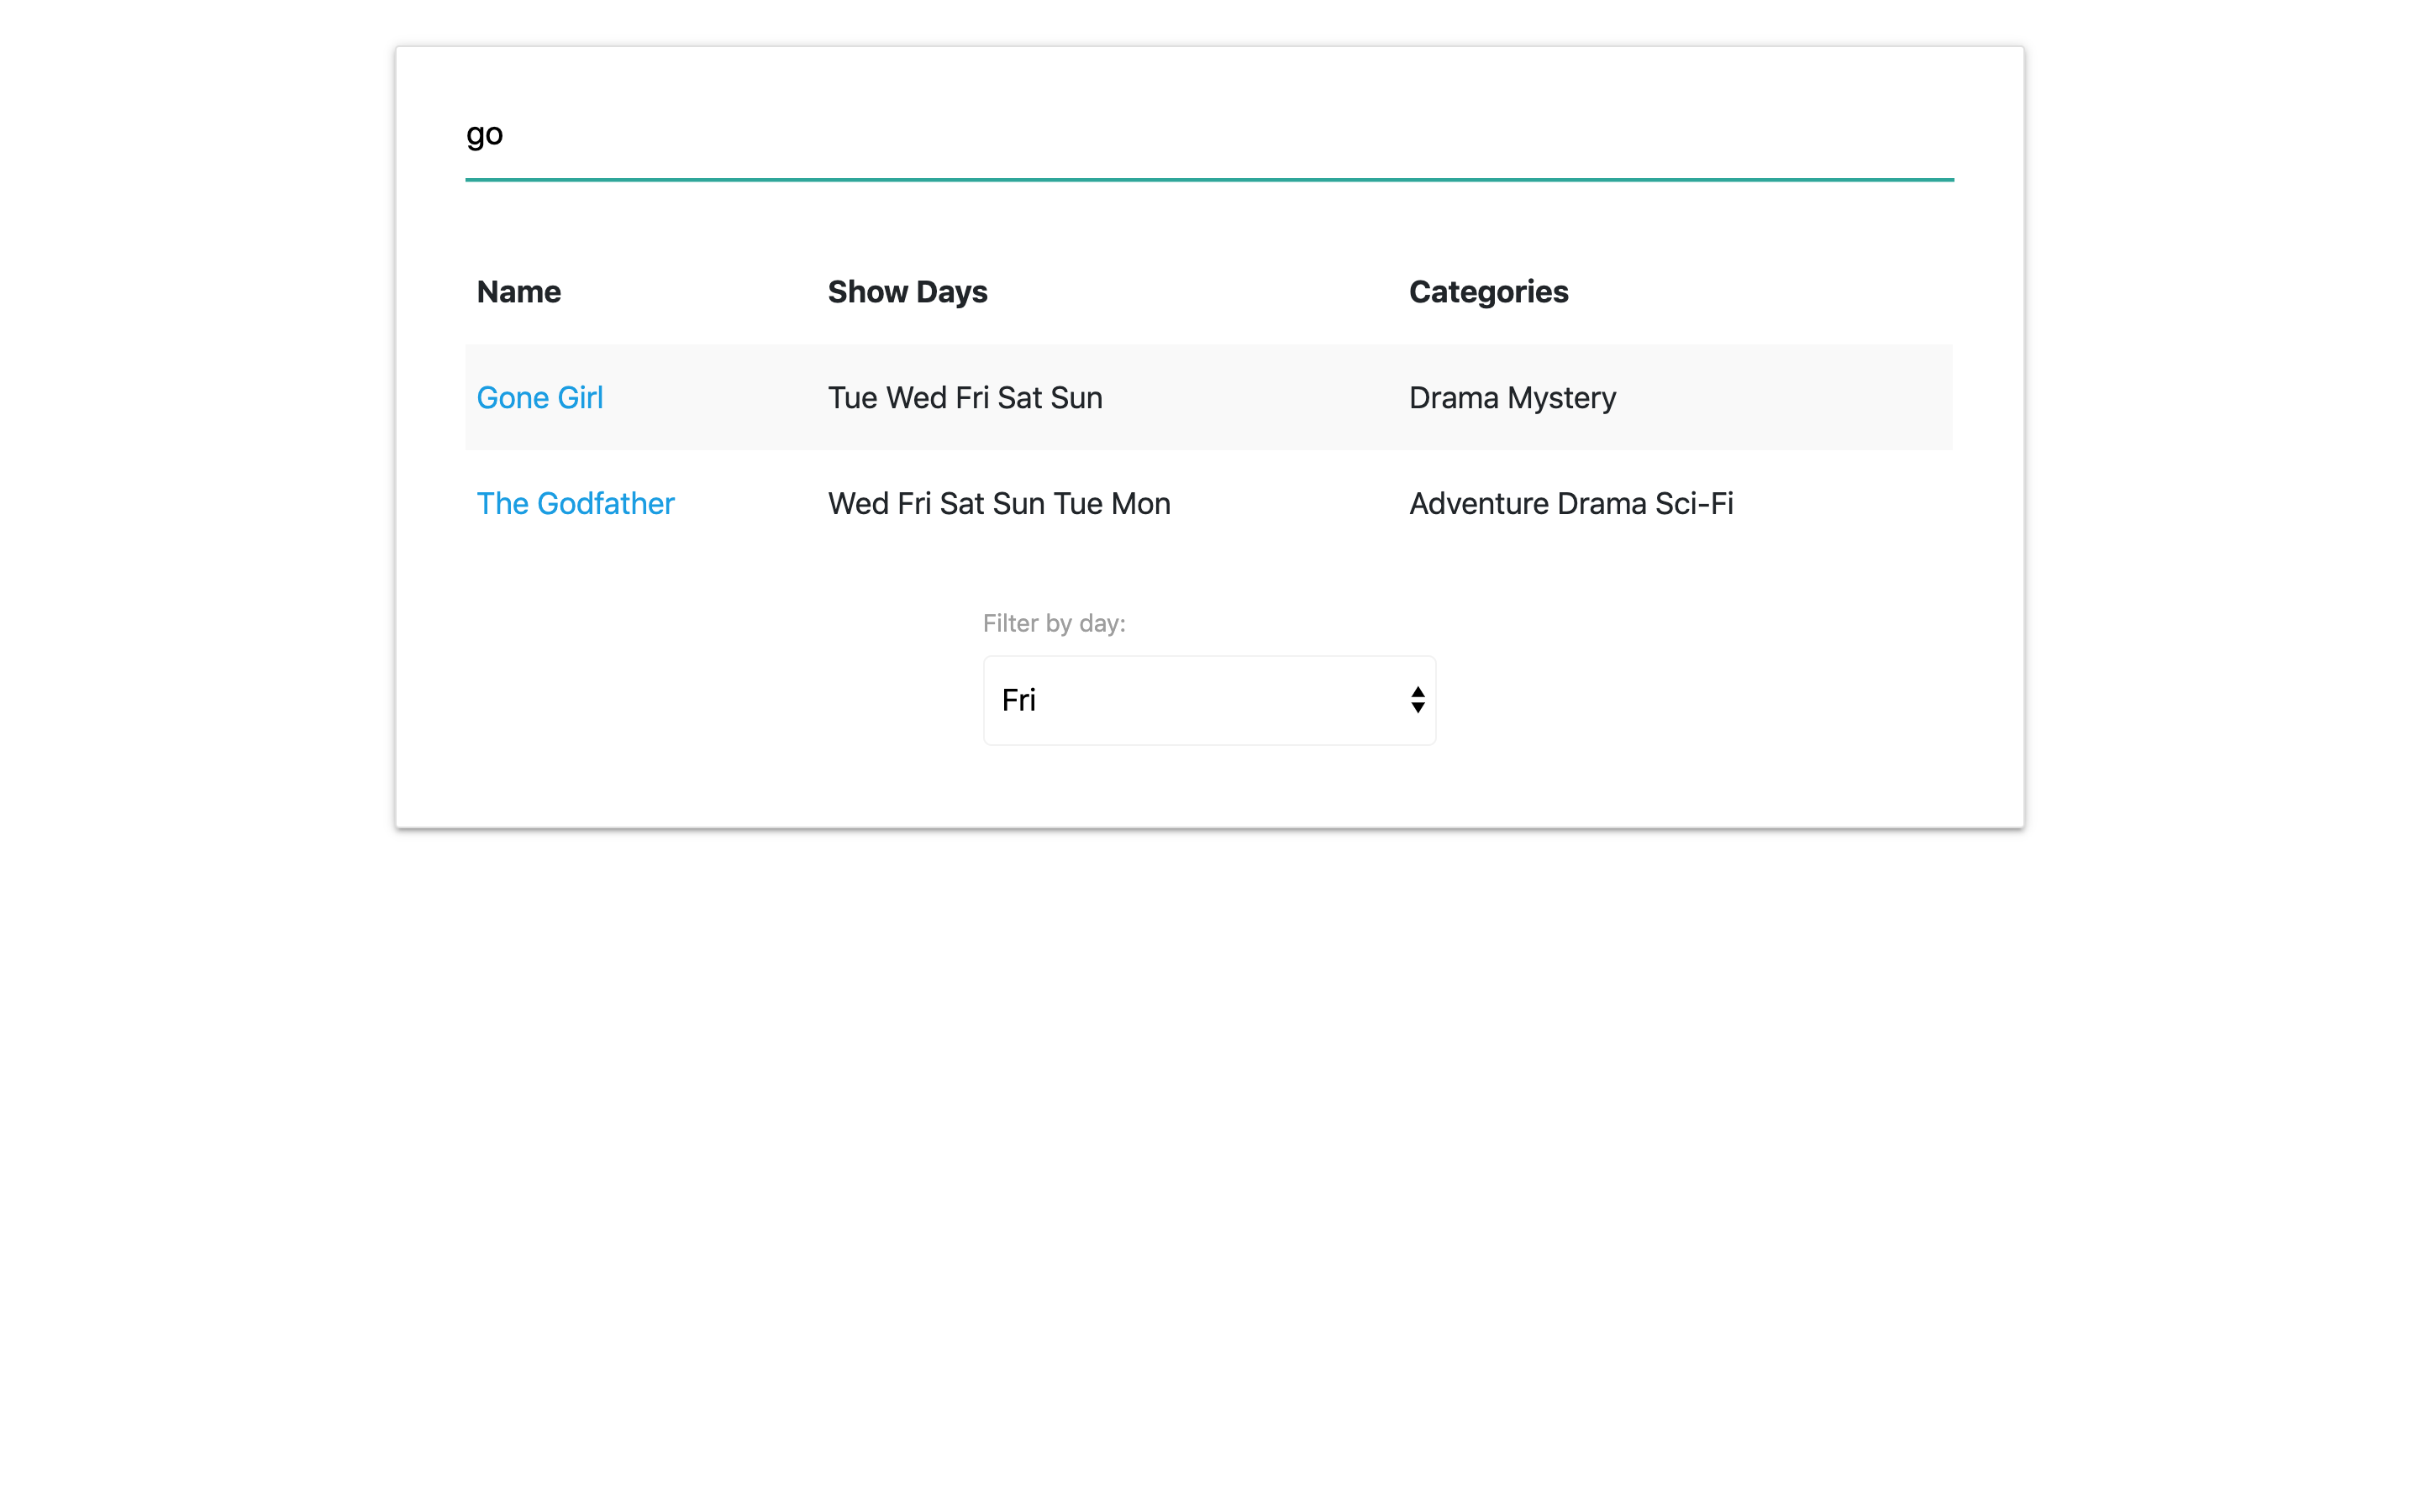 go
Name Show Days Categories
Gone Girl Tue Wed Fri Sat Sun Drama Mystery
The Godfather Wed Fri Sat Sun Tue Mon Adventure Drama Sci-Fi
Filter by day:
Fri